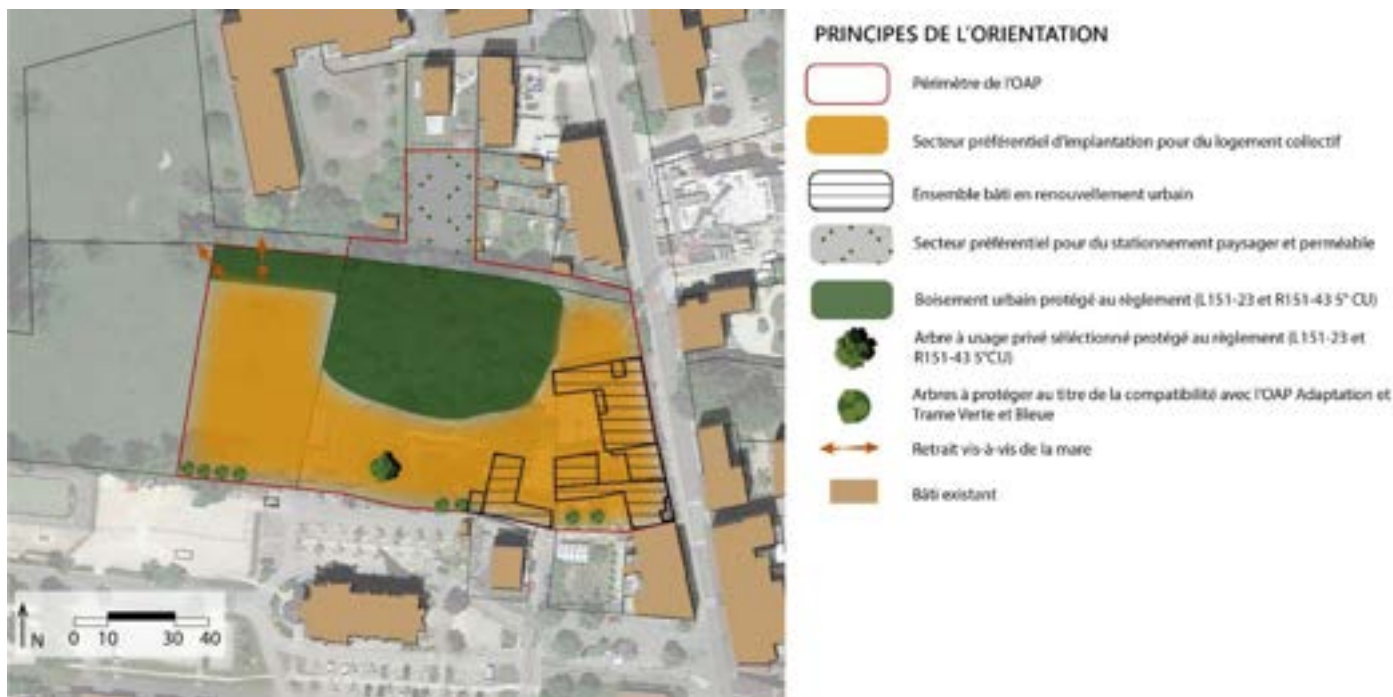 PRINCIPES DE L'ORIENTATION
Périmètre de l'OAP
Secteur préférentiel d'implantation pour du logement collectif
Ensemble bâti en renouvellement urbain
Secteur préférentiel pour du stationnement paysager et perméable
Boisement urbain protégé au règlement (L151-23 et R151-43 5° CU)
Arbre à usage privé séléctionné protégé au règlement (L151-23 et
R151-43 5°CU)
Arbres à protéger au titre de la compatibilité avec l'OAP Adaptation et
Trame Verte et Bleue
Retrait vis-à-vis de la mare
Bâti existant
N
0 10 30 40